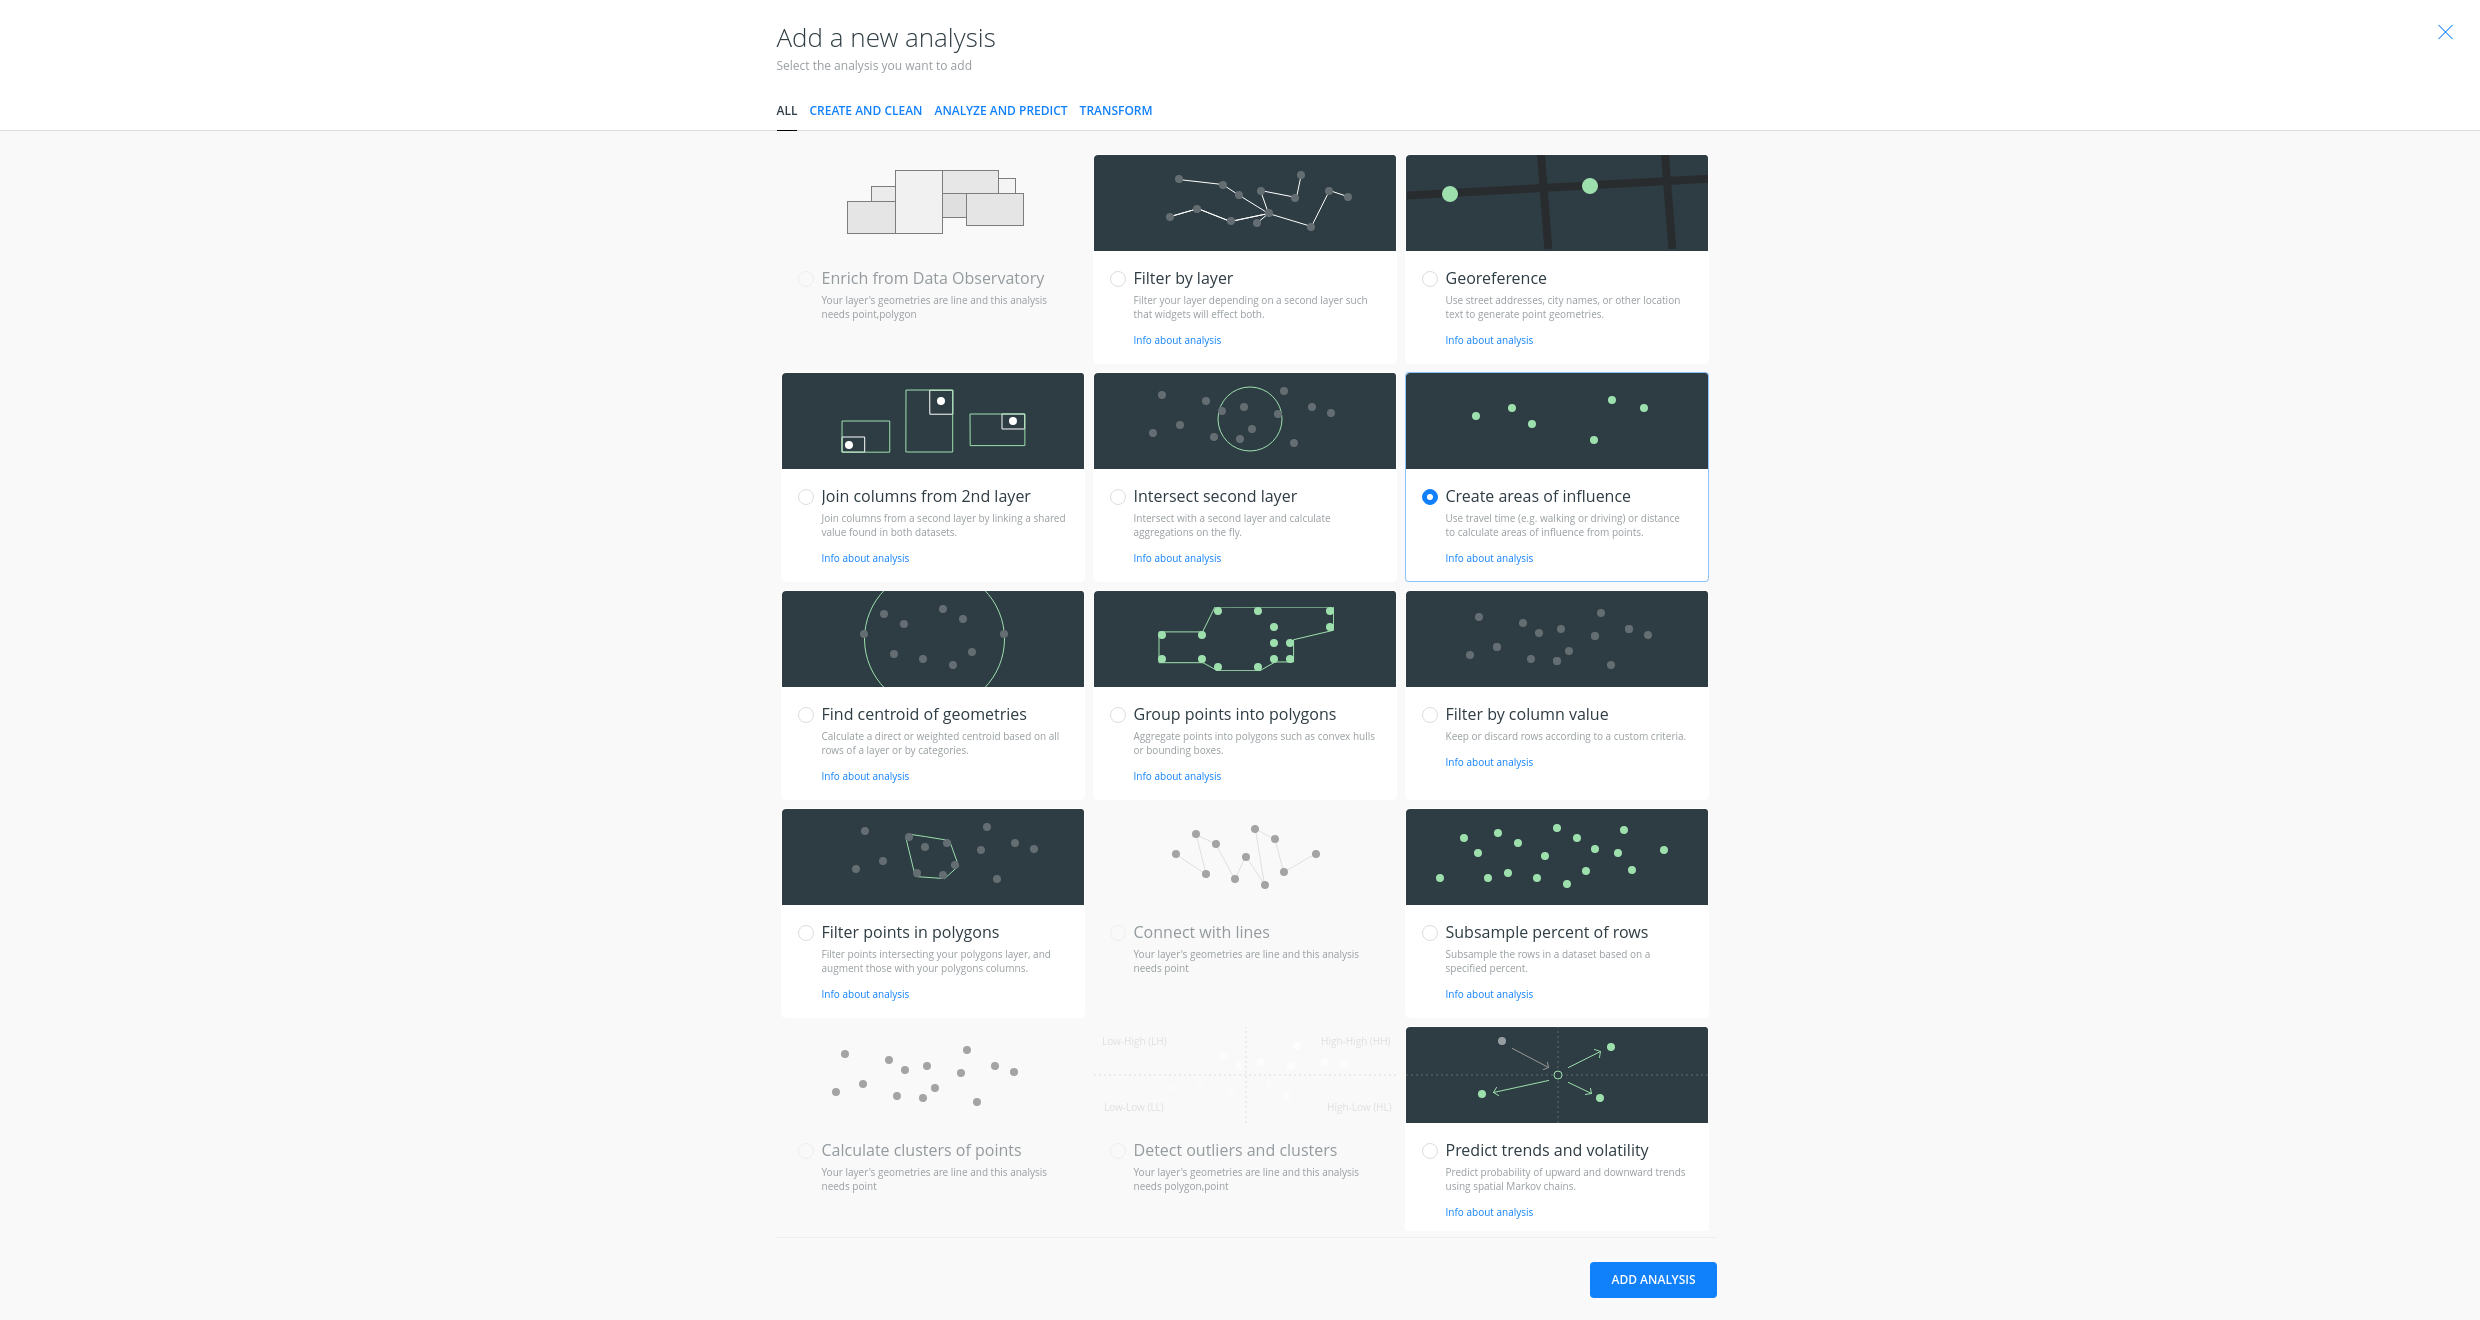 Add a new analysis
Select the analysis you want to add
ALL CREATE AND CLEAN ANALYZE AND PREDICT TRANSFORM
Enrich from Data Observatory
Your layer's geometries are line and this analysis
needs point,polygon
Filter by layer
Filter your layer depending on a second layer such
that widgets will effect both.
Info about analysis
Georeference
Use street addresses, city names, or other location
text to generate point geometries.
Info about analysis
Join columns from 2nd layer
Join columns from a second layer by linking a shared
value found in both datasets.
Info about analysis
Intersect second layer
Intersect with a second layer and calculate
aggregations on the fly.
Info about analysis
Create areas of influence
Use travel time (e.g. walking or driving) or distance
to calculate areas of influence from points.
Info about analysis
Find centroid of geometries
Calculate a direct or weighted centroid based on all
rows of a layer or by categories.
Info about analysis
Group points into polygons
Aggregate points into polygons such as convex hulls
or bounding boxes.
Info about analysis
Filter by column value
Keep or discard rows according to a custom criteria.
Info about analysis
Filter points in polygons
Filter points intersecting your polygons layer, and
augment those with your polygons columns.
Info about analysis
Connect with lines
Your layer's geometries are line and this analysis
needs point
Subsample percent of rows
Subsample the rows in a dataset based on a
specified percent.
Info about analysis
Calculate clusters of points
Your layer's geometries are line and this analysis
needs point
Low-High (LH) High-High (HH)
Low-Low (LL) High-Low (HL)
Detect outliers and clusters
Your layer's geometries are line and this analysis
needs polygon,point
Predict trends and volatility
Predict probability of upward and downward trends
using spatial Markov chains.
Info about analysis
ADD ANALYSIS